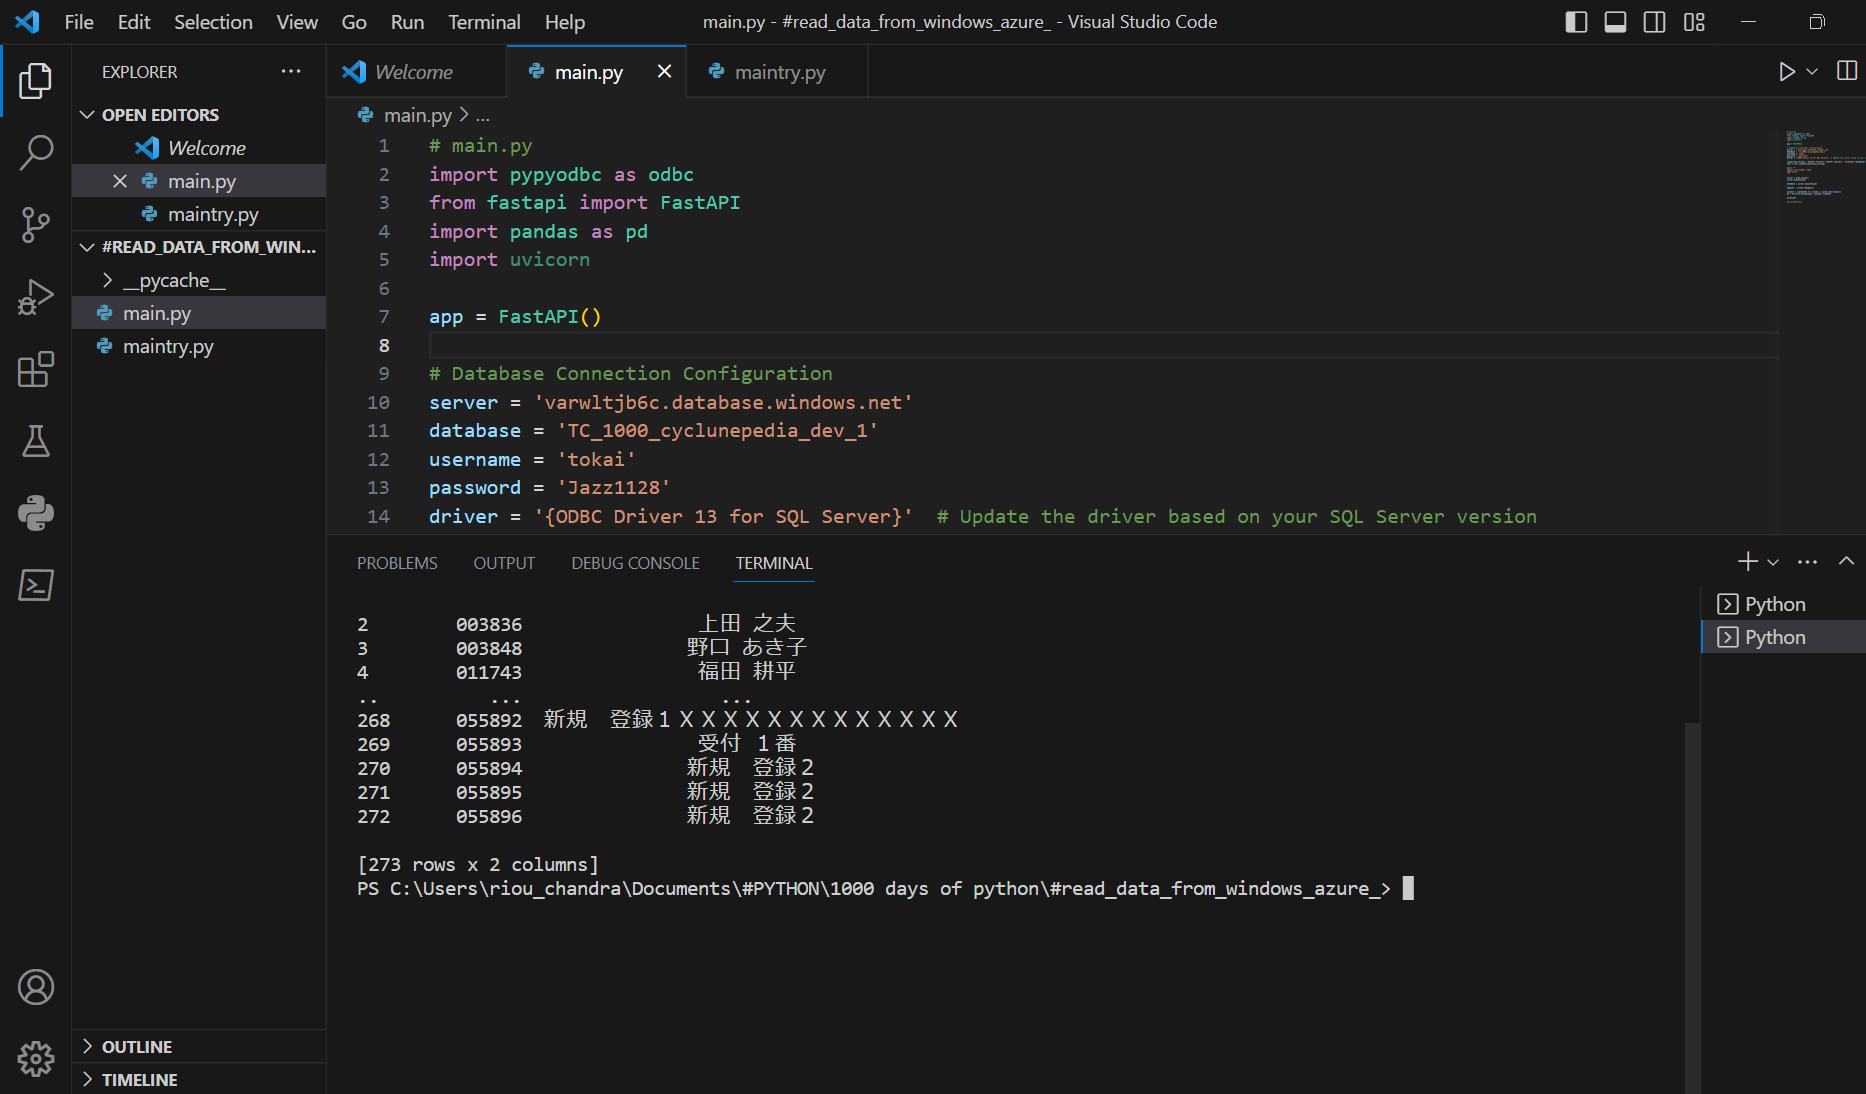 File Edit Selection View Go Run Terminal Help
main.py - #read_data_from_windows_azure_ - Visual Studio Code
EXPLORER
Welcome
main.py
maintry.py
OPEN EDITORS
Welcome
main.py
maintry.py
#READ_DATA_FROM_WIN...
__pycache__
main.py
maintry.py
OUTLINE
TIMELINE
main.py > ...
1 # main.py
2 import pypyodbc as odbc
3 from fastapi import FastAPI
4 import pandas as pd
5 import uvicorn
6
7 app = FastAPI()
8
9 # Database Connection Configuration
10 server = 'varwltjb6c.database.windows.net'
11 database = 'TC_1000_cyclunepedia_dev_1'
12 username = 'tokai'
13 password = 'Jazz1128'
14 driver = '{ODBC Driver 13 for SQL Server}' # Update the driver based on your SQL Server version
PROBLEMS OUTPUT DEBUG CONSOLE TERMINAL
2 003836 上田 之夫
3 003848 野口 あき子
4 011743 福田 耕平
.. ... ...
268 055892 新規　登録１ＸＸＸＸＸＸＸＸＸＸＸＸＸ
269 055893 受付 １番
270 055894 新規　登録２
271 055895 新規　登録２
272 055896 新規　登録２
[273 rows x 2 columns]
PS C:\Users\riou_chandra\Documents\#PYTHON\1000 days of python\#read_data_from_windows_azure_>
Python
Python